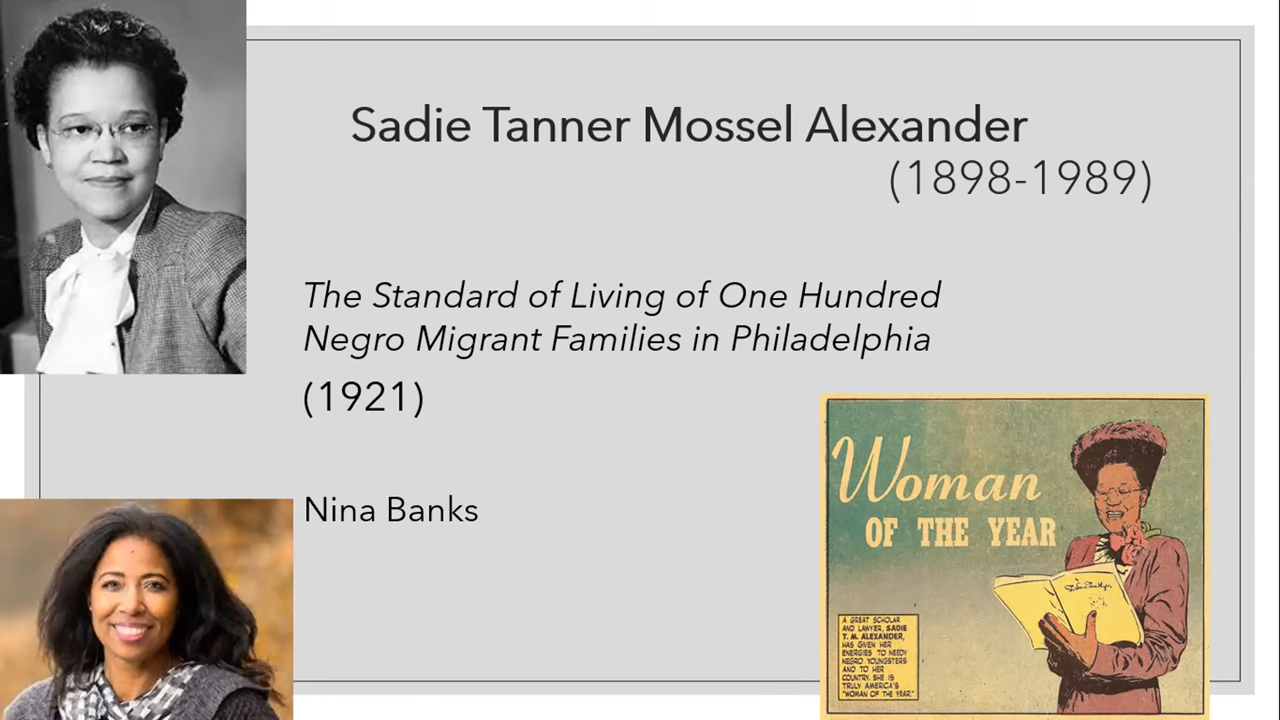 Sadie Tanner Mossel Alexander
(1898-1989)
The Standard of Living of One Hundred
Negro Migrant Families in Philadelphia
(1921)
Nina Banks
Woman
OF THE YEAR
A GREAT SCHOLAR
AND LAWYER, SADIE
T. M. ALEXANDER,
HAS GIVEN HER
ENERGIES TO NEEDY
NEGRO YOUNGSTERS
AND TO HER
COUNTRY. SHE IS
TRULY AMERICA'S
"WOMAN OF THE YEAR."